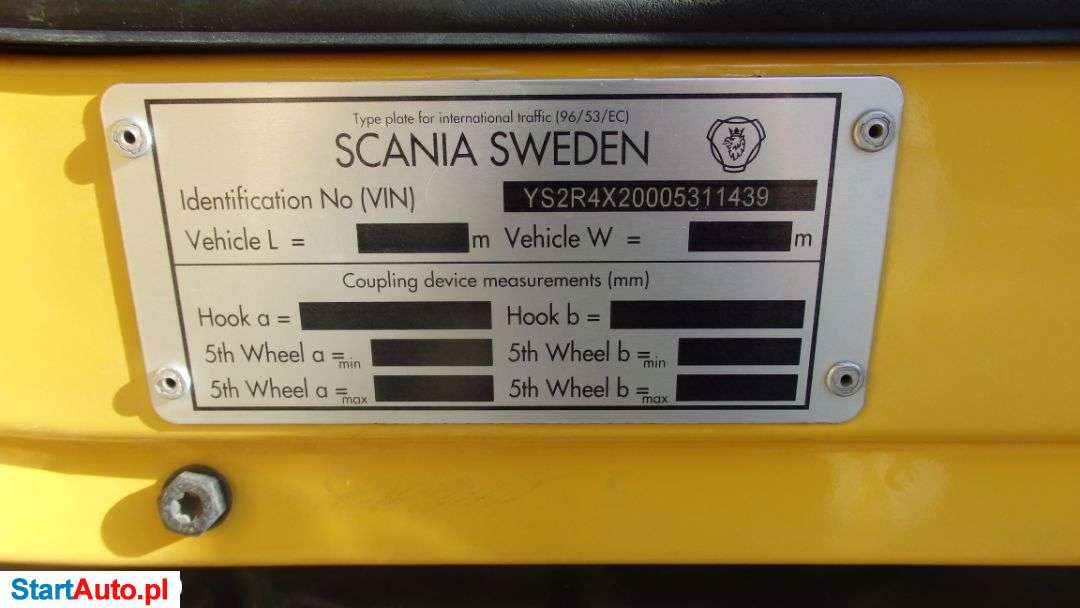 Type plate for international traffic (96/53/EC)
SCANIA SWEDEN
Identification No (VIN) YS2R4X20005311439
Vehicle L = m Vehicle W = m
Coupling device measurements (mm)
Hook a = Hook b =
5th Wheel a =min 5th Wheel b =min
5th Wheel a =max 5th Wheel b =max
StartAuto.pl